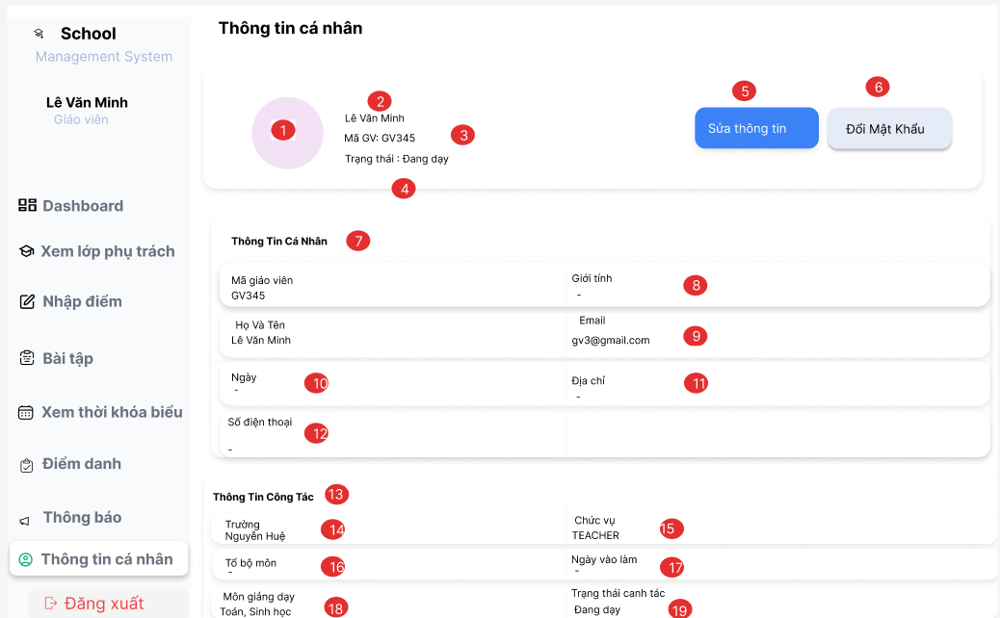 School
Management System
Lê Văn Minh
Giáo viên
Dashboard
Xem lớp phụ trách
Nhập điểm
Bài tập
Xem thời khóa biểu
Điểm danh
Thông báo
Thông tin cá nhân
Đăng xuất
Thông tin cá nhân
1
2
Lê Văn Minh
Mã GV: GV345
3
Trạng thái : Đang dạy
4
5
Sửa thông tin
6
Đổi Mật Khẩu
Thông Tin Cá Nhân
7
Mã giáo viên
GV345
Giới tính
-
8
Họ Và Tên
Lê Văn Minh
Email
gv3@gmail.com
9
Ngày
-
10
Địa chỉ
-
11
Số điện thoại
-
12
Thông Tin Công Tác
13
Trường
Nguyễn Huệ
14
Chức vụ
TEACHER
15
Tổ bộ môn
-
16
Ngày vào làm
-
17
Môn giảng dạy
Toán, Sinh học
18
Trạng thái canh tác
Đang dạy
19